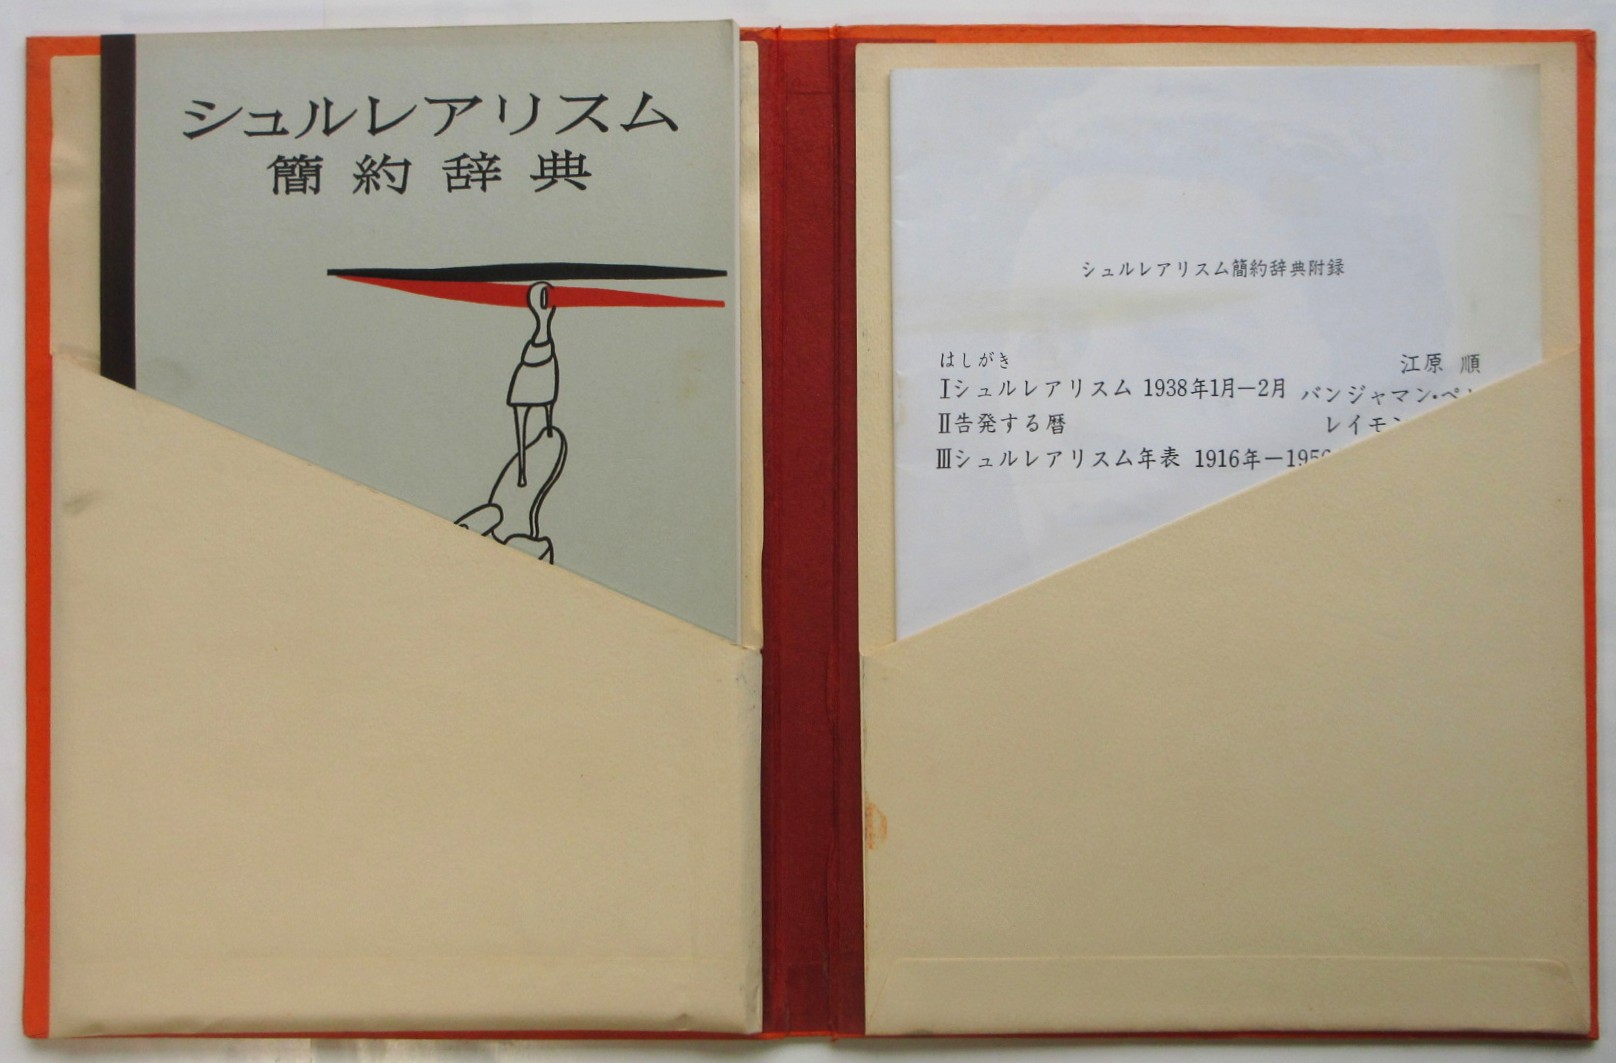 シュルレアリスム
簡約辞典
シュルレアリスム簡約辞典附録
はしがき 江原 順
Ⅰシュルレアリスム 1938年1月—2月 バンジャマン・ペ
Ⅱ告発する暦 レイモン
Ⅲシュルレアリスム年表 1916年—195